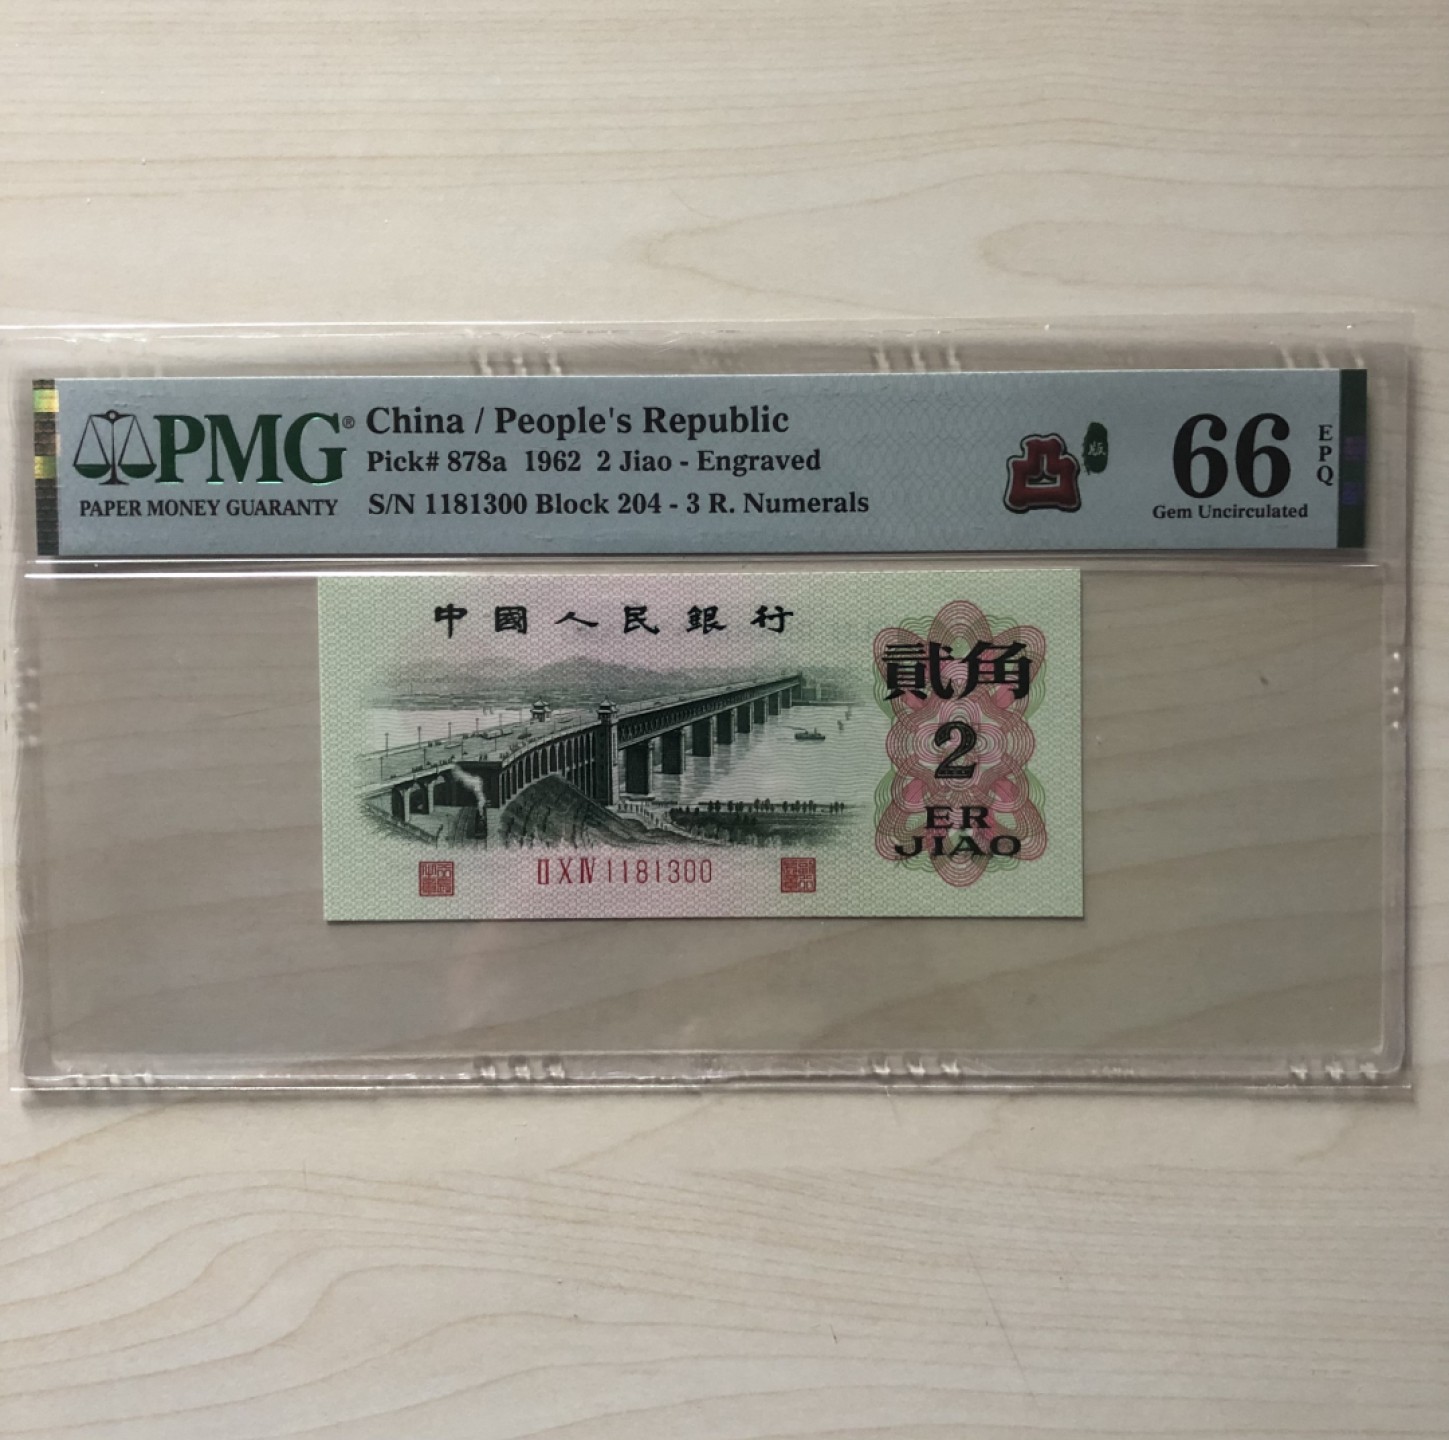 PMG®
PAPER MONEY GUARANTY
China / People's Republic
Pick# 878a 1962 2 Jiao - Engraved
S/N 1181300 Block 204 - 3 R. Numerals
凸
版
66
EPQ
Gem Uncirculated
中國人民銀行
貳角
2
ER
JIAO
II X IV 1181300